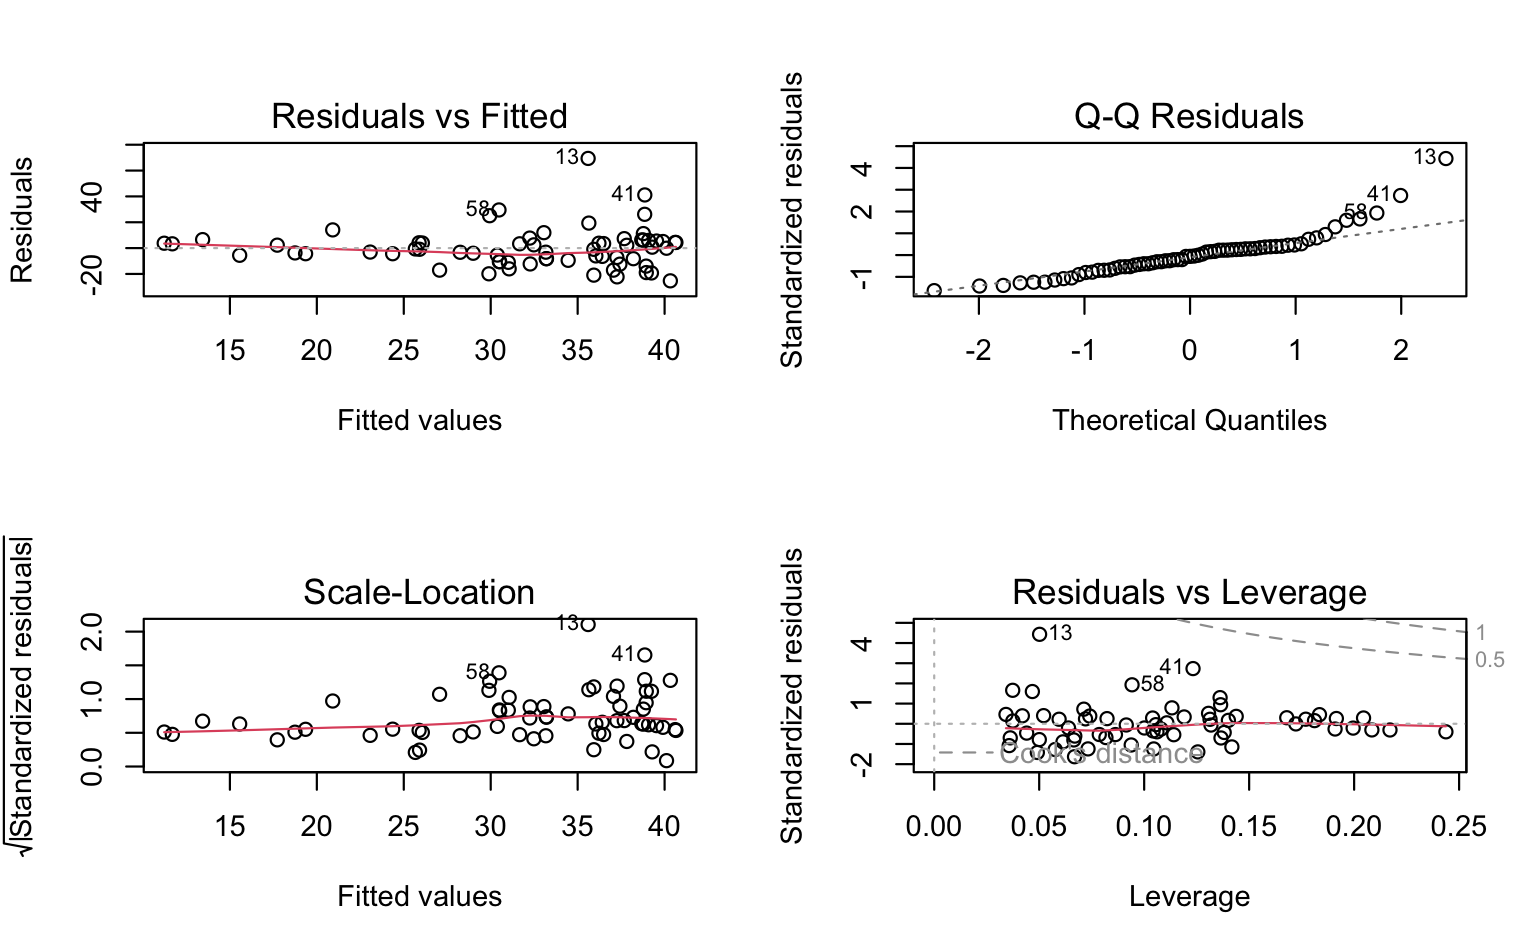 Residuals vs Fitted
Residuals
40
-20
13
41
58
15 20 25 30 35 40
Fitted values
Q-Q Residuals
Standardized residuals
4
2
-1
13
41
58
-2 -1 0 1 2
Theoretical Quantiles
Scale-Location
√|Standardized residuals|
2.0
1.0
0.0
13
41
58
15 20 25 30 35 40
Fitted values
Residuals vs Leverage
Standardized residuals
4
1
-2
13
41
58
1
0.5
Cook's distance
0.00 0.05 0.10 0.15 0.20 0.25
Leverage